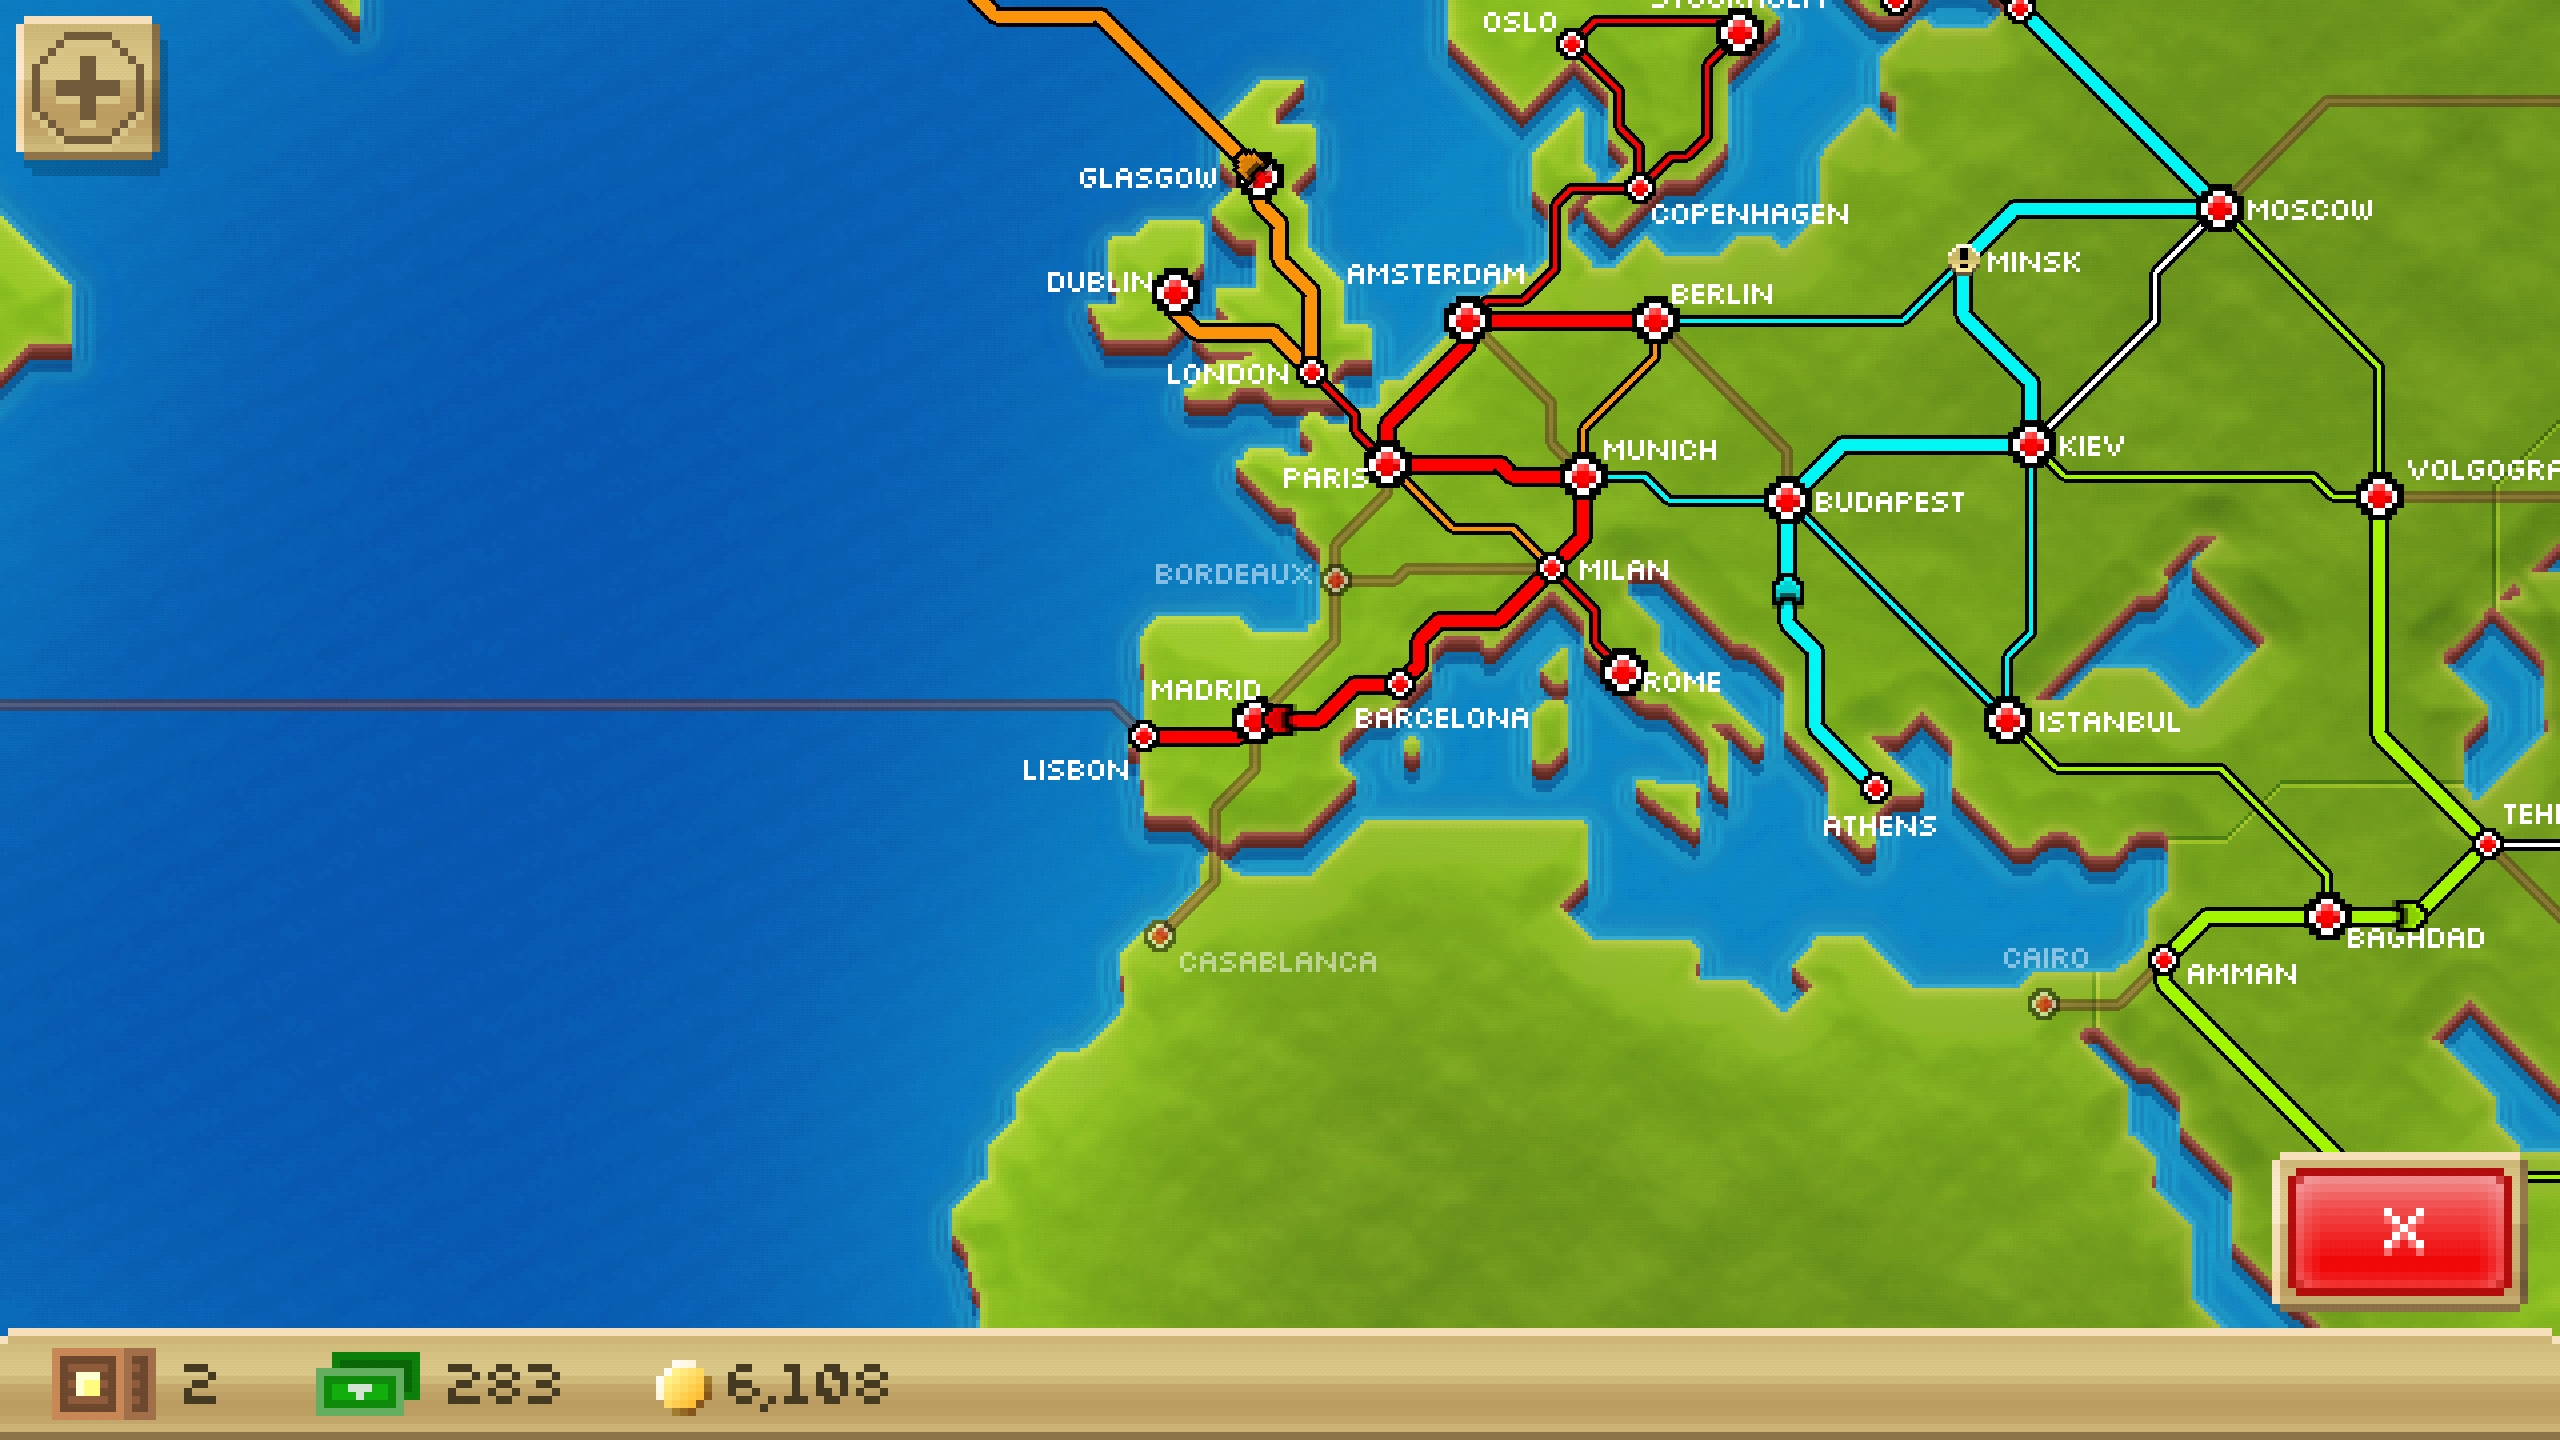 OSLO
GLASGOW
COPENHAGEN
MOSCOW
MINSK
AMSTERDAM
DUBLIN
BERLIN
LONDON
MUNICH
KIEV
PARIS
BUDAPEST
BORDEAUX
MILAN
MADRID
ROME
BARCELONA
ISTANBUL
LISBON
ATHENS
BAGHDAD
CASABLANCA
CAIRO
AMMAN
X
2 283 6,108